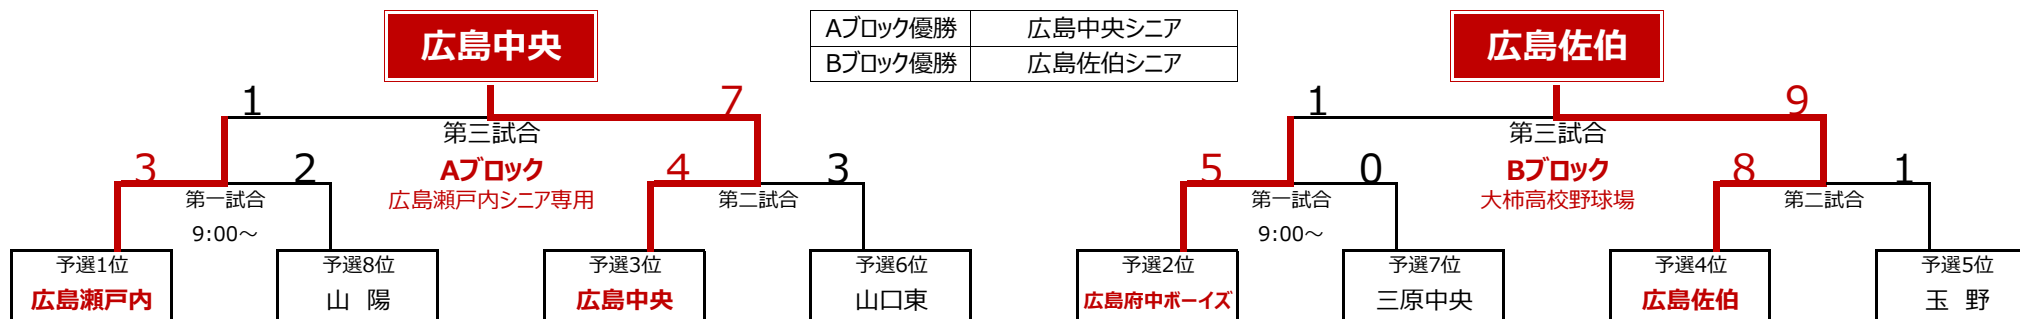 広島中央
Aブロック優勝 広島中央シニア
Bブロック優勝 広島佐伯シニア
広島佐伯
1 7
第三試合
Aブロック
広島瀬戸内シニア専用
3 2
第一試合
9:00～
4 3
第二試合
1 9
第三試合
Bブロック
大柿高校野球場
5 0
第一試合
9:00～
8 1
第二試合
予選1位
広島瀬戸内
予選8位
山 陽
予選3位
広島中央
予選6位
山口東
予選2位
広島府中ボーイズ
予選7位
三原中央
予選4位
広島佐伯
予選5位
玉 野